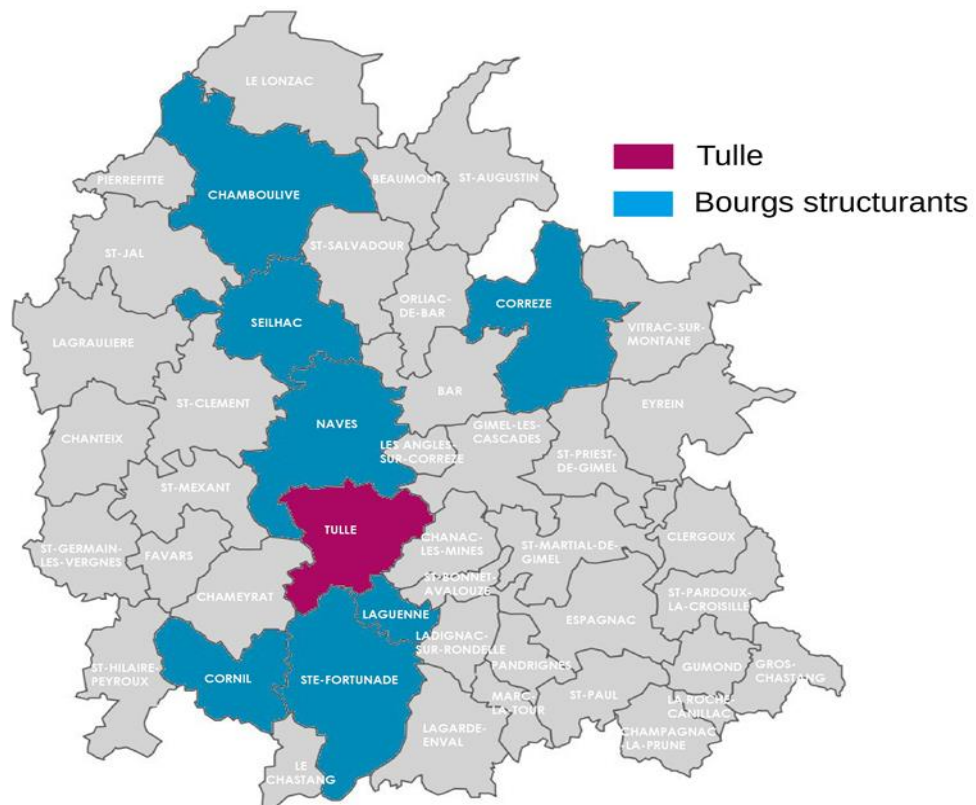 LE LONZAC
Tulle
Bourgs structurants
PIERREFITTE
CHAMBOULIVE
BEAUMONT
ST-AUGUSTIN
ST-JAL
ST-SALVADOUR
ORLIAC-
DE-BAR
CORREZE
SEILHAC
LAGRAULIERE
VITRAC-SUR-
MONTANE
ST-CLEMENT
BAR
EYREIN
CHANTEIX
NAVES
GIMEL-LES-
CASCADES
LES ANGLES-
SUR-CORREZE
ST-PRIEST-
DE-GIMEL
ST-MEXANT
TULLE
CHANAC-
LES-MINES
ST-MARTIAL-DE-
GIMEL
CLERGOUX
ST-GERMAIN-
LES-VERGNES
FAVARS
CHAMEYRAT
ST-BONNET-
AVALOUZE
ST-PARDOUX-
LA-CROISILLE
LAGUENNE
ESPAGNAC
LADIGNAC-
SUR-RONDELLE
ST-HILAIRE-
PEYROUX
CORNIL
STE-FORTUNADE
PANDRIGNES
GUMOND
GROS-
CHASTANG
MARC-
LA-TOUR
ST-PAUL
LA ROCHE-
CANILLAC
LAGARDE-
ENVAL
CHAMPAGNAC
-LA-PRUNE
LE
CHASTANG